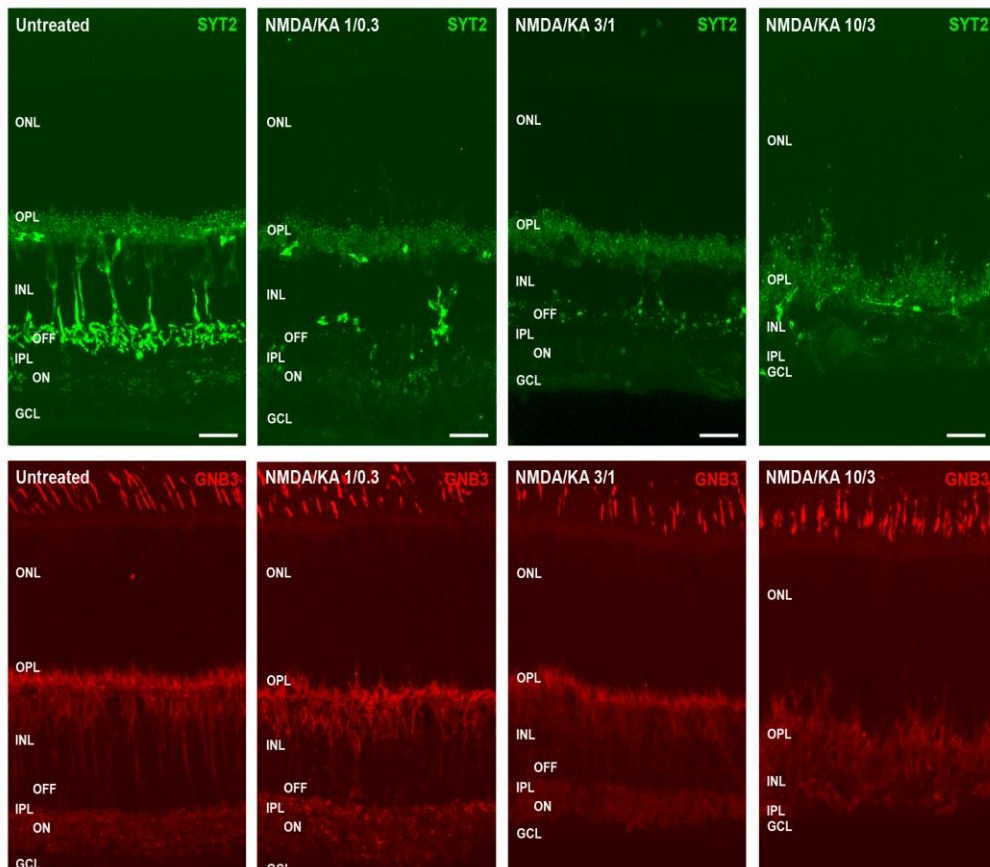 Untreated SYT2
ONL
OPL
INL
OFF
IPL
ON
GCL
NMDA/KA 1/0.3 SYT2
ONL
OPL
INL
OFF
IPL
ON
GCL
NMDA/KA 3/1 SYT2
ONL
OPL
INL
OFF
IPL
ON
GCL
NMDA/KA 10/3 SYT2
ONL
OPL
INL
IPL
GCL
Untreated GNB3
ONL
OPL
INL
OFF
IPL
ON
GCL
NMDA/KA 1/0.3 GNB3
ONL
OPL
INL
OFF
IPL
ON
GCL
NMDA/KA 3/1 GNB3
ONL
OPL
INL
OFF
IPL
ON
GCL
NMDA/KA 10/3 GNB3
ONL
OPL
INL
IPL
GCL